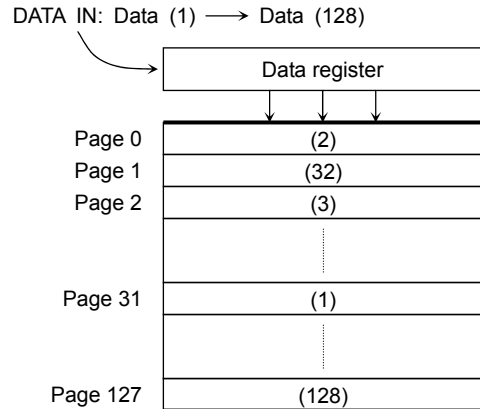 DATA IN: Data (1) → Data (128)
Data register
Page 0 (2)
Page 1 (32)
Page 2 (3)
Page 31 (1)
Page 127 (128)